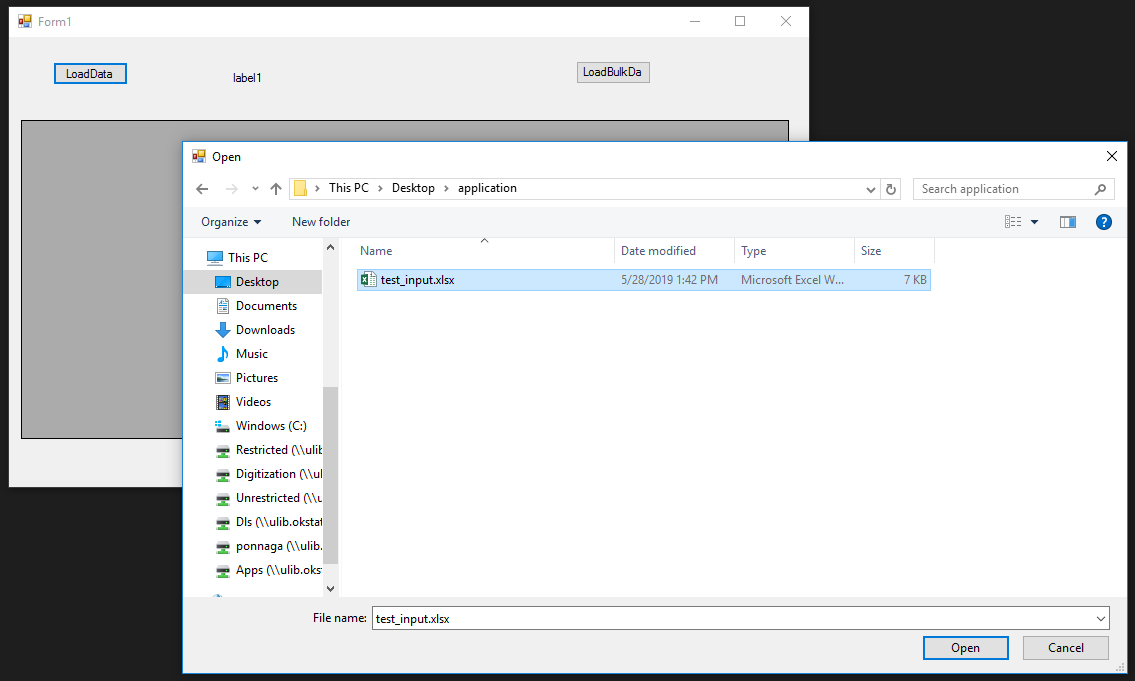 Form1
LoadData
label1
LoadBulkDa
Open
This PC > Desktop > application
Search application
Organize
New folder
Name
Date modified
Type
Size
This PC
Desktop
Documents
Downloads
Music
Pictures
Videos
Windows (C:)
Restricted (\\ulib
Digitization (\\ul
Unrestricted (\\u
Dls (\\ulib.okstat
ponnaga (\\ulib.
Apps (\\ulib.oks
test_input.xlsx 5/28/2019 1:42 PM Microsoft Excel W... 7 KB
File name: test_input.xlsx
Open
Cancel